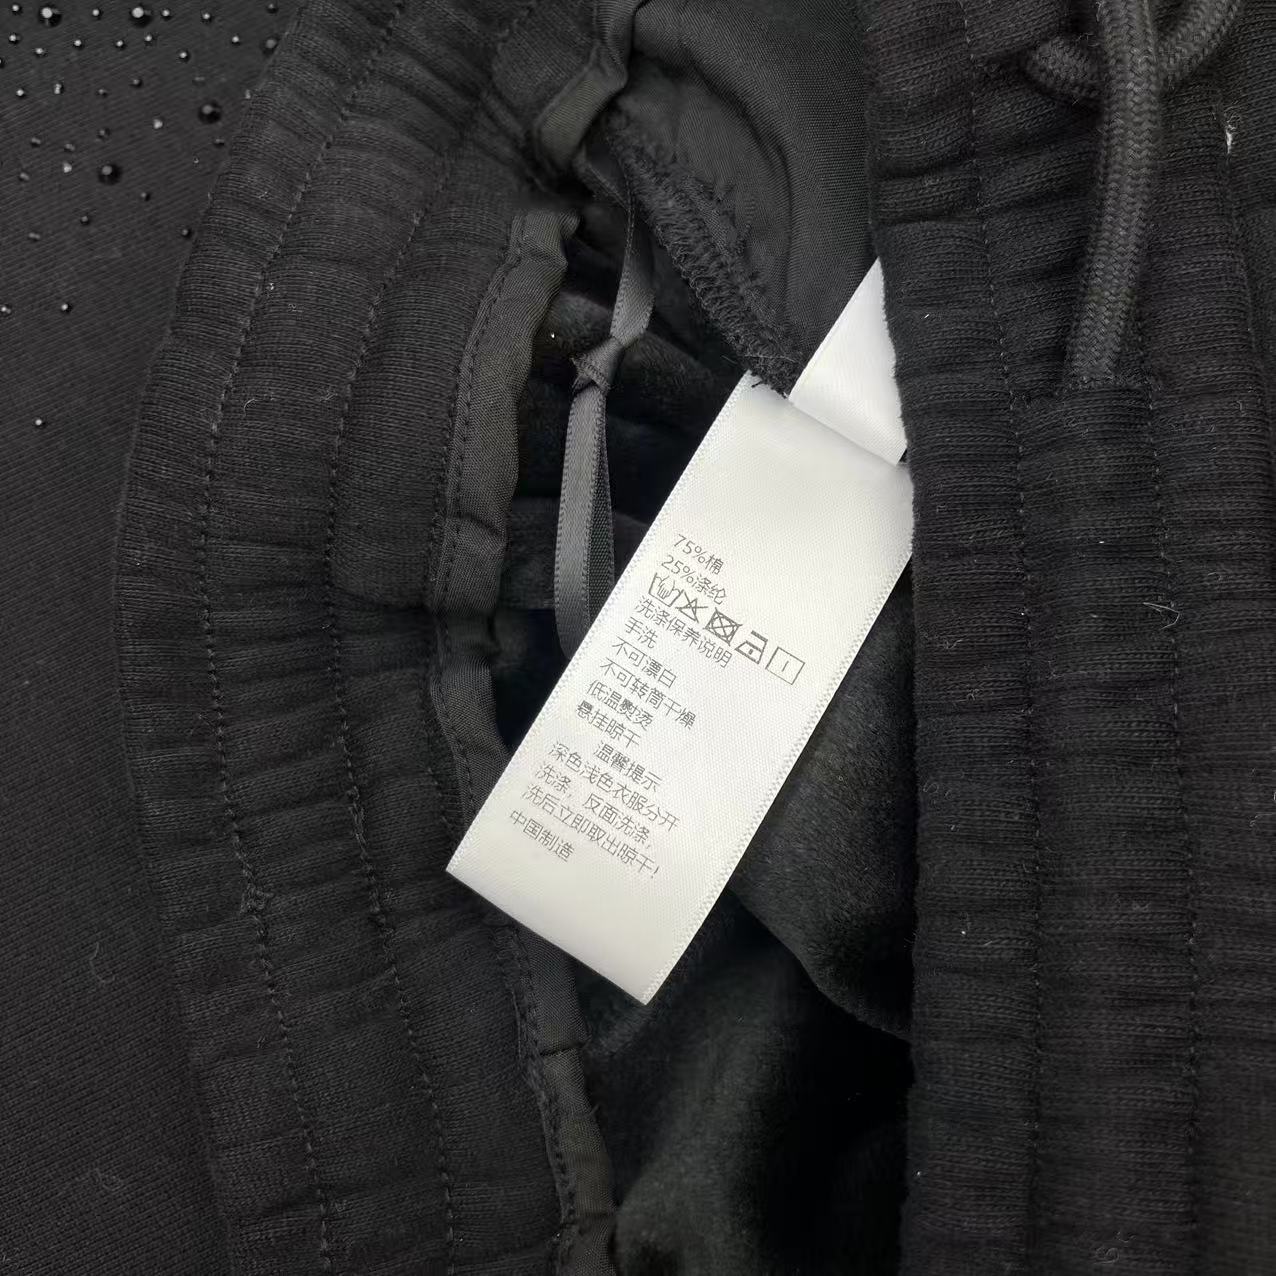 75%棉
25%涤纶
洗涤保养说明
手洗
不可漂白
不可转筒干燥
低温熨烫
悬挂晾干
温馨提示
深色浅色衣服分开
洗涤，反面洗涤，
洗后立即取出晾干!
中国制造